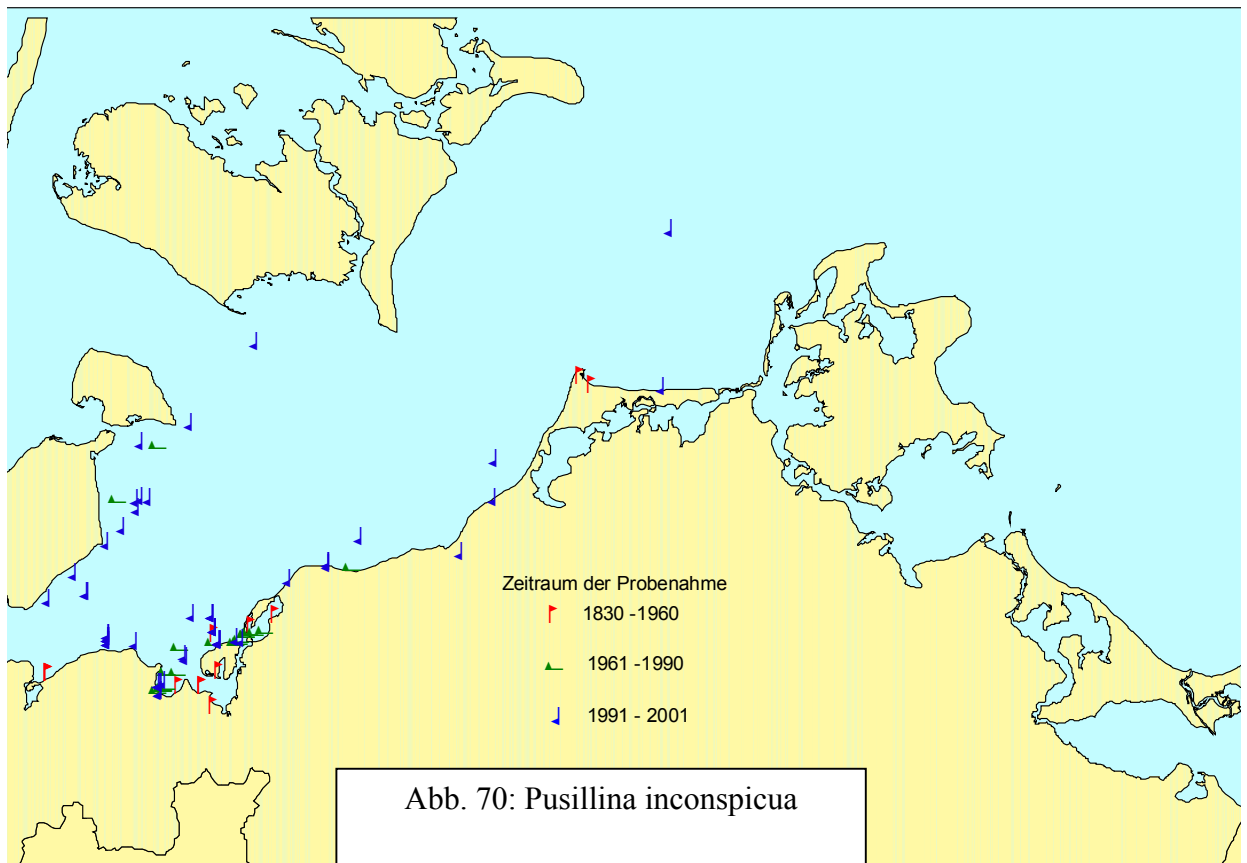 Zeitraum der Probenahme
1830 -1960
1961 -1990
1991 - 2001
Abb. 70: Pusillina inconspicua